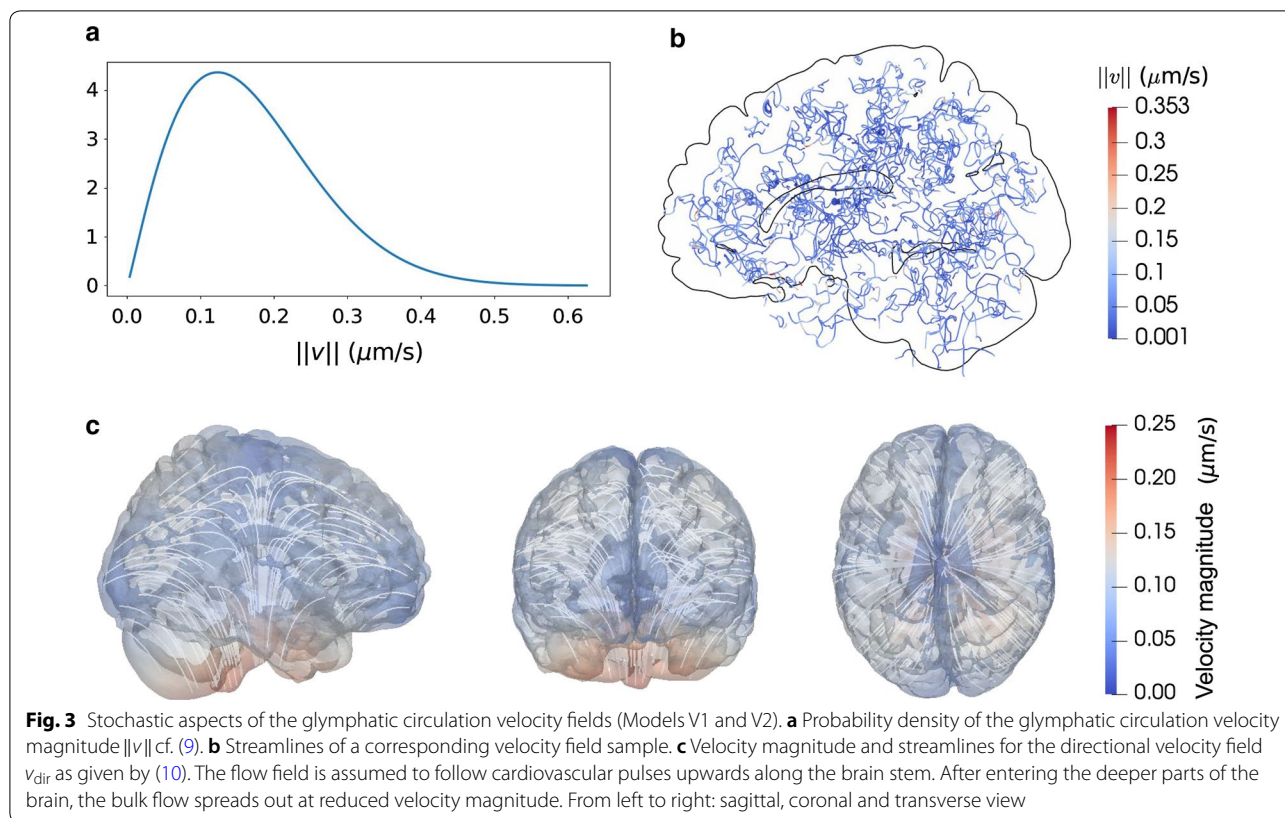 a
4
3
2
1
0
0.0 0.1 0.2 0.3 0.4 0.5 0.6
||v|| (μm/s)
b
||v|| (μm/s)
0.353
0.3
0.25
0.2
0.15
0.1
0.05
0.001
c
0.25
0.20
0.15
0.10
0.05
0.00
Velocity magnitude (μm/s)
Fig. 3 Stochastic aspects of the glymphatic circulation velocity fields (Models V1 and V2). a Probability density of the glymphatic circulation velocity
magnitude ‖v‖ cf. (9). b Streamlines of a corresponding velocity field sample. c Velocity magnitude and streamlines for the directional velocity field
v_dir as given by (10). The flow field is assumed to follow cardiovascular pulses upwards along the brain stem. After entering the deeper parts of the
brain, the bulk flow spreads out at reduced velocity magnitude. From left to right: sagittal, coronal and transverse view